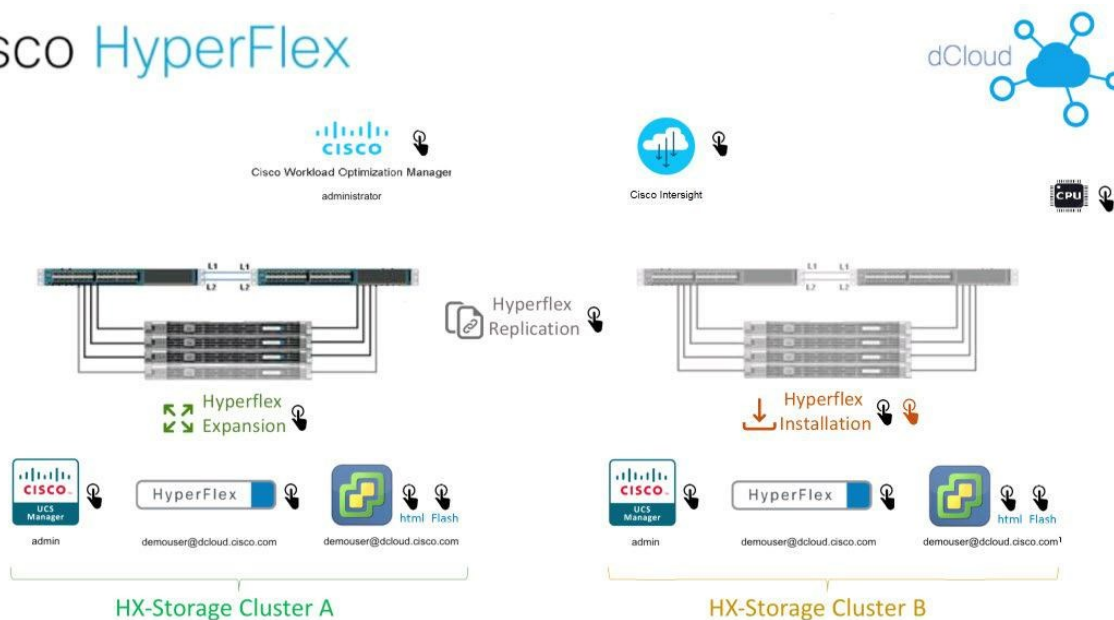 sco HyperFlex
dCloud
CISCO
Cisco Workload Optimization Manager
administrator
Cisco Intersight
CPU
L1 L1
L2 L2
L1 L1
L2 L2
Hyperflex
Replication
Hyperflex
Expansion
Hyperflex
Installation
CISCO
UCS
Manager
admin
HyperFlex
demouser@dcloud.cisco.com
html Flash
demouser@dcloud.cisco.com
CISCO
UCS
Manager
admin
HyperFlex
demouser@dcloud.cisco.com
html Flash
demouser@dcloud.cisco.com1
HX-Storage Cluster A
HX-Storage Cluster B